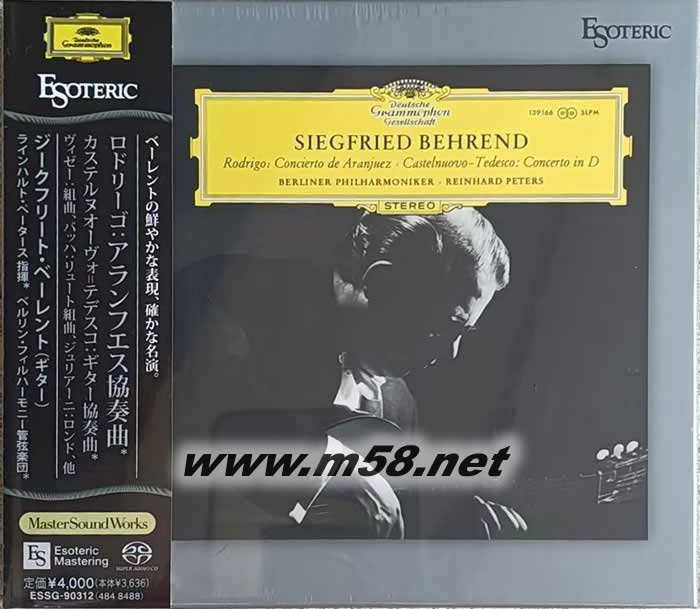 Deutsche
Grammophon
ESOTERIC
ベーレントの鮮やかな表現、確かな名演。
ロドリーゴ:アランフエス協奏曲*
カステルヌオーヴォ=テデスコ:ギター協奏曲*
ヴィゼー:組曲、バッハ:リュート組曲、ジュリアーニ:ロンド、他
ジークフリート・ベーレント(ギター)
ラインハルト・ペータース指揮* ベルリン・フィルハーモニー管弦楽団*
MasterSoundWorks
ES Esoteric
Mastering
SUPER AUDIO CD
定価¥4,000(本体¥3,636)
ESSG-90312 (484 8488)
ESOTERIC
Deutsche
Grammophon
Gesellschaft
139166 SLPM
SIEGFRIED BEHREND
Rodrigo: Concierto de Aranjuez · Castelnuovo-Tedesco: Concerto in D
BERLINER PHILHARMONIKER · REINHARD PETERS
STEREO
www.m58.net